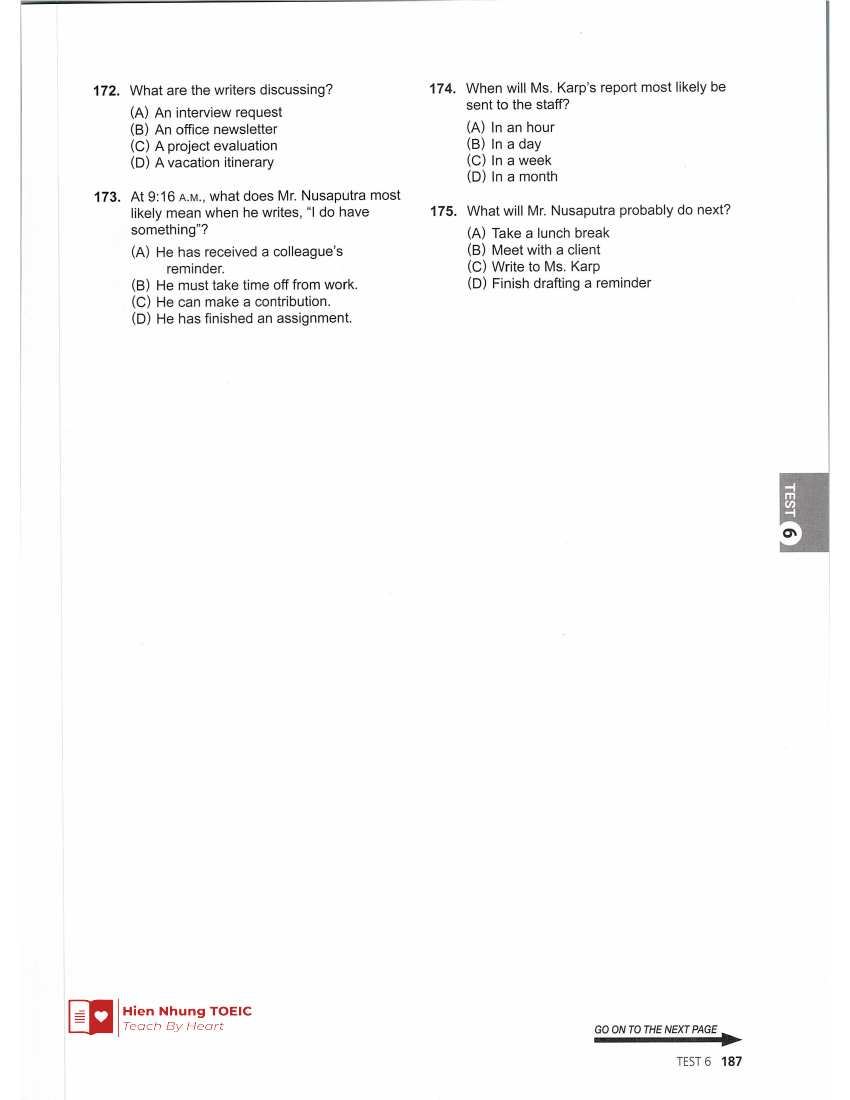 172. What are the writers discussing?
(A) An interview request
(B) An office newsletter
(C) A project evaluation
(D) A vacation itinerary
173. At 9:16 A.M., what does Mr. Nusaputra most
likely mean when he writes, “I do have
something”?
(A) He has received a colleague’s
reminder.
(B) He must take time off from work.
(C) He can make a contribution.
(D) He has finished an assignment.
174. When will Ms. Karp’s report most likely be
sent to the staff?
(A) In an hour
(B) In a day
(C) In a week
(D) In a month
175. What will Mr. Nusaputra probably do next?
(A) Take a lunch break
(B) Meet with a client
(C) Write to Ms. Karp
(D) Finish drafting a reminder
TEST 6
Hien Nhung TOEIC
Teach By Heart
GO ON TO THE NEXT PAGE
TEST 6 187